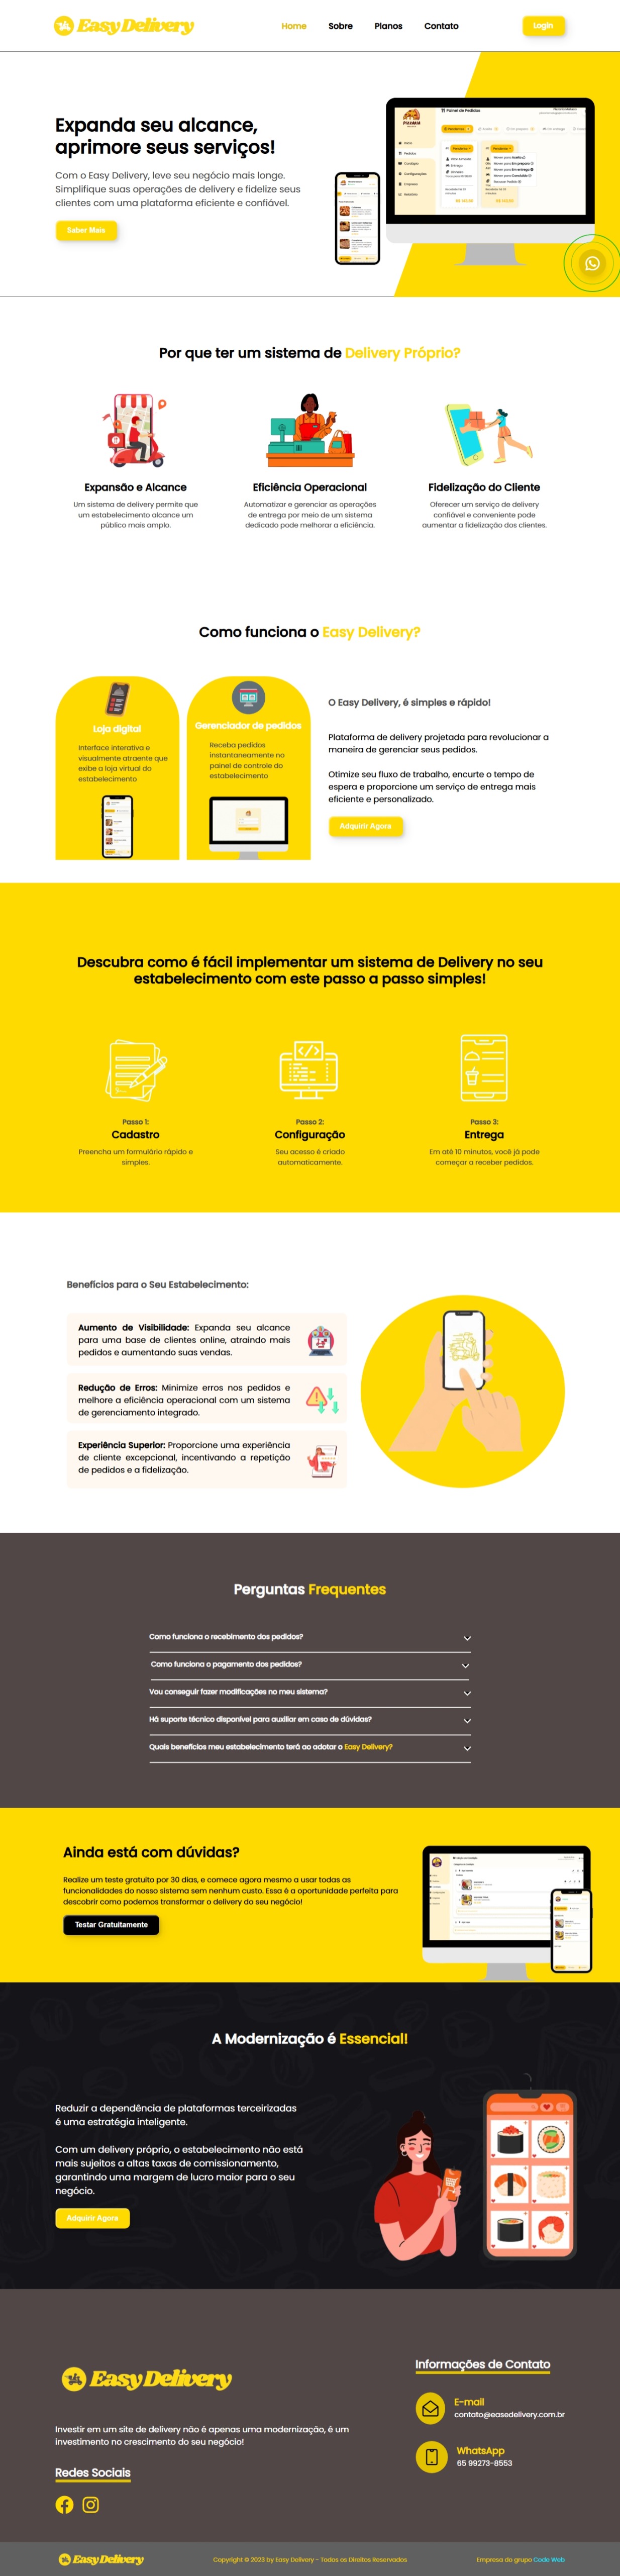 Easy Delivery
Home
Sobre
Planos
Contato
Login
Expanda seu alcance,
aprimore seus serviços!
Com o Easy Delivery, leve seu negócio mais longe.
Simplifique suas operações de delivery e fidelize seus
clientes com uma plataforma eficiente e confiável.
Saber Mais
Painel de Pedidos
Por que ter um sistema de Delivery Próprio?
Expansão e Alcance
Um sistema de delivery permite que
um estabelecimento alcance um
público mais amplo.
Eficiência Operacional
Automatizar e gerenciar as operações
de entrega por meio de um sistema
dedicado pode melhorar a eficiência.
Fidelização do Cliente
Oferecer um serviço de delivery
confiável e conveniente pode
aumentar a fidelização dos clientes.
Como funciona o Easy Delivery?
Loja digital
Interface interativa e
visualmente atraente que
exibe a loja virtual do
estabelecimento
Gerenciador de pedidos
Receba pedidos
instantaneamente no
painel de controle do
estabelecimento
O Easy Delivery, é simples e rápido!
Plataforma de delivery projetada para revolucionar a
maneira de gerenciar seus pedidos.
Otimize seu fluxo de trabalho, encurte o tempo de
espera e proporcione um serviço de entrega mais
eficiente e personalizado.
Adquirir Agora
Descubra como é fácil implementar um sistema de Delivery no seu
estabelecimento com este passo a passo simples!
Passo 1:
Cadastro
Preencha um formulário rápido e
simples.
Passo 2:
Configuração
Seu acesso é criado
automaticamente.
Passo 3:
Entrega
Em até 10 minutos, você já pode
começar a receber pedidos.
Benefícios para o Seu Estabelecimento:
Aumento de Visibilidade: Expanda seu alcance
para uma base de clientes online, atraindo mais
pedidos e aumentando suas vendas.
Redução de Erros: Minimize erros nos pedidos e
melhore a eficiência operacional com um sistema
de gerenciamento integrado.
Experiência Superior: Proporcione uma experiência
de cliente excepcional, incentivando a repetição
de pedidos e a fidelização.
Perguntas Frequentes
Como funciona o recebimento dos pedidos?
Como funciona o pagamento dos pedidos?
Vou conseguir fazer modificações no meu sistema?
Há suporte técnico disponível para auxiliar em caso de dúvidas?
Quais benefícios meu estabelecimento terá ao adotar o Easy Delivery?
Ainda está com dúvidas?
Realize um teste gratuito por 30 dias, e comece agora mesmo a usar todas as
funcionalidades do nosso sistema sem nenhum custo. Essa é a oportunidade perfeita para
descobrir como podemos transformar o delivery do seu negócio!
Testar Gratuitamente
A Modernização é Essencial!
Reduzir a dependência de plataformas terceirizadas
é uma estratégia inteligente.
Com um delivery próprio, o estabelecimento não está
mais sujeitos a altas taxas de comissionamento,
garantindo uma margem de lucro maior para o seu
negócio.
Adquirir Agora
Easy Delivery
Investir em um site de delivery não é apenas uma modernização, é um
investimento no crescimento do seu negócio!
Redes Sociais
Informações de Contato
E-mail
contato@easedelivery.com.br
WhatsApp
65 99273-8553
Easy Delivery
Copyright © 2023 by Easy Delivery - Todos os Direitos Reservados
Empresa do grupo Code Web